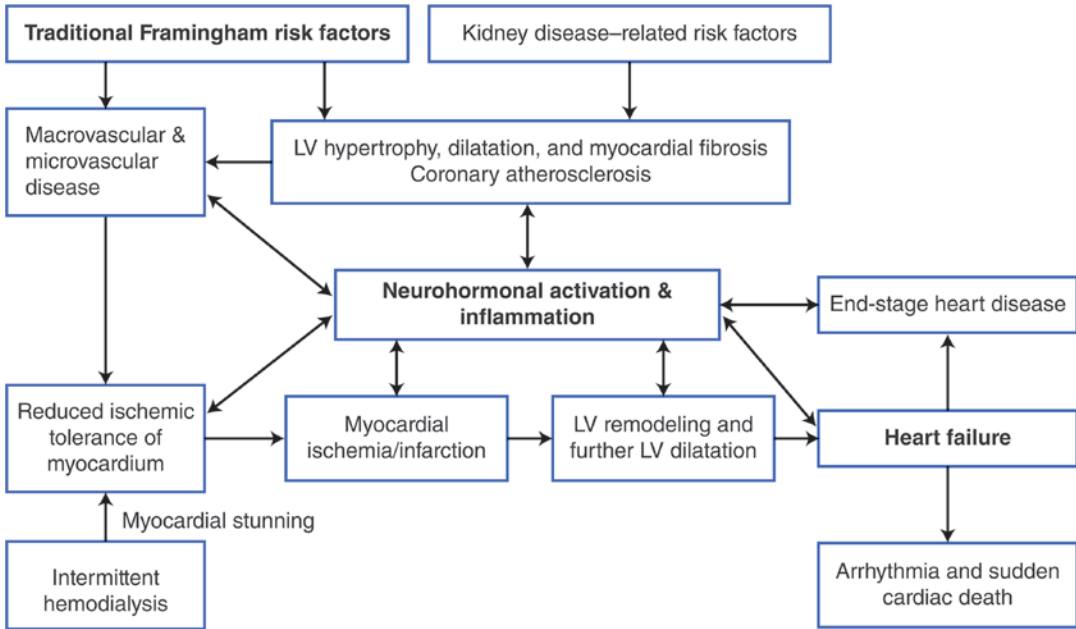 Traditional Framingham risk factors
Kidney disease–related risk factors
Macrovascular &
microvascular
disease
LV hypertrophy, dilatation, and myocardial fibrosis
Coronary atherosclerosis
Neurohormonal activation &
inflammation
End-stage heart disease
Reduced ischemic
tolerance of
myocardium
Myocardial
ischemia/infarction
LV remodeling and
further LV dilatation
Heart failure
Myocardial stunning
Intermittent
hemodialysis
Arrhythmia and sudden
cardiac death